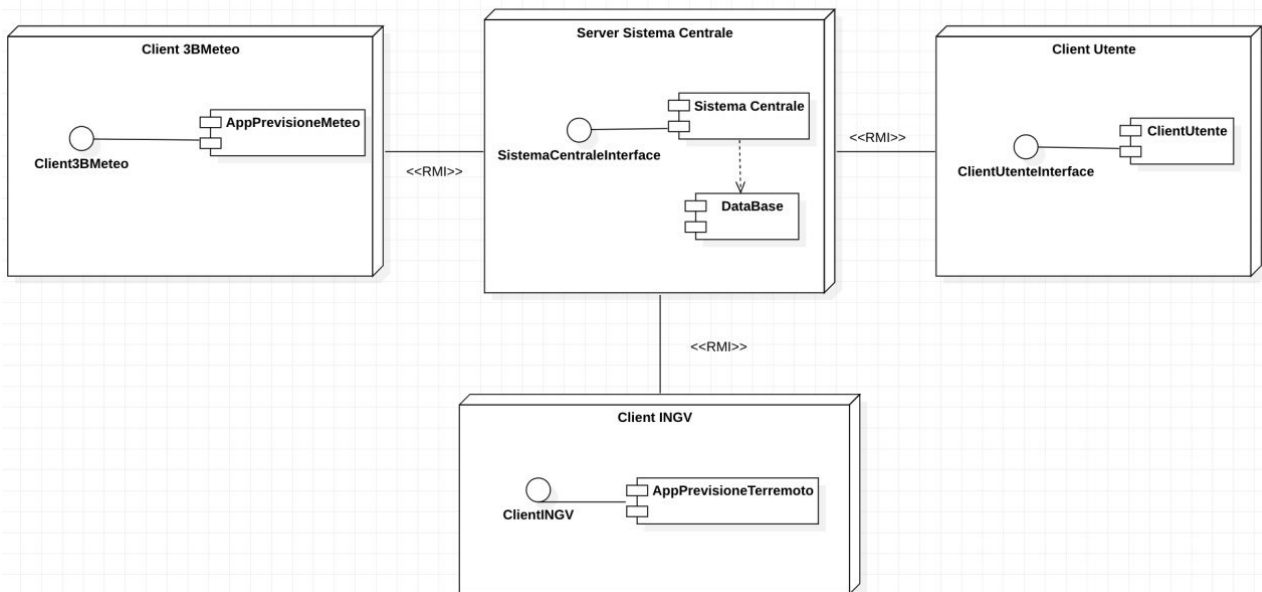 Client 3BMeteo
AppPrevisioneMeteo
Client3BMeteo
<<RMI>>
Server Sistema Centrale
Sistema Centrale
SistemaCentraleInterface
DataBase
<<RMI>>
Client Utente
ClientUtente
ClientUtenteInterface
<<RMI>>
Client INGV
AppPrevisioneTerremoto
ClientINGV